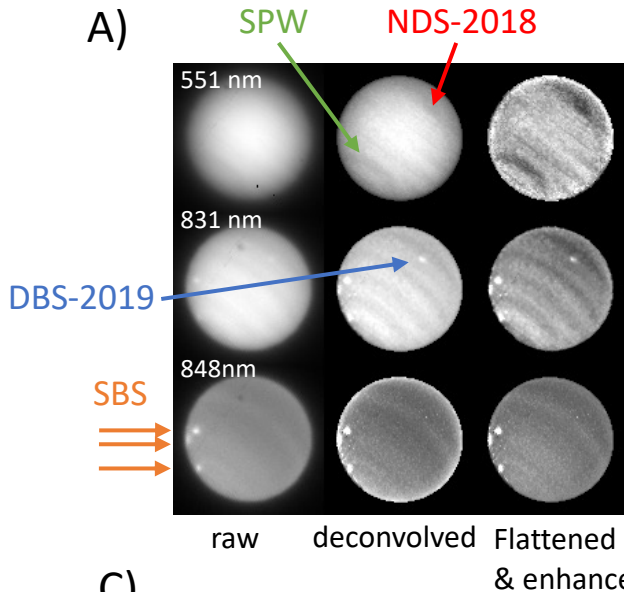 A)
SPW NDS-2018
551 nm
831 nm
DBS-2019
848nm
SBS
raw deconvolved Flattened
& enhance
C)